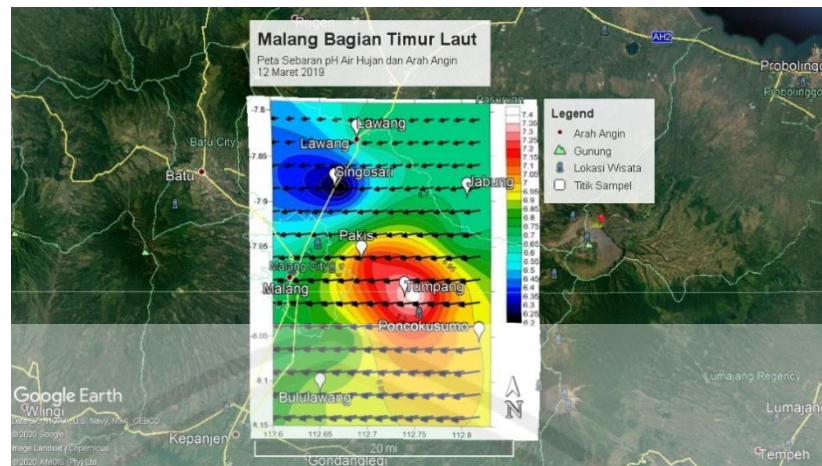 Prigen
Malang Bagian Timur Laut
Peta Sebaran pH Air Hujan dan Arah Angin
12 Maret 2019
AH2
Probolinggo
Probolinggo
Pasuruan
Legend
Arah Angin
Gunung
Lokasi Wisata
Titik Sampel
-7.8
-7.85
-7.9
-7.95
-8.05
-8.1
-8.15
112.6
112.65
112.7
112.75
112.8
7.4
7.35
7.3
7.25
7.2
7.15
7.1
7.05
7
6.95
6.9
6.85
6.8
6.75
6.7
6.65
6.6
6.55
6.5
6.45
6.4
6.35
6.3
6.25
6.2
Lawang
Lawang
Batu City
Batu
Singosari
Jabung
Pakis
Malang City
Malang
Tumpang
Poncokusumo
Bululawang
N
20 mi
Google Earth
Wlingi
©2020 Google
Image Landsat / Copernicus
©2020 AfriGIS (Pty) Ltd.
Kepanjen
Gondanglegi
Lumajang Regency
Lumajang
Tempeh